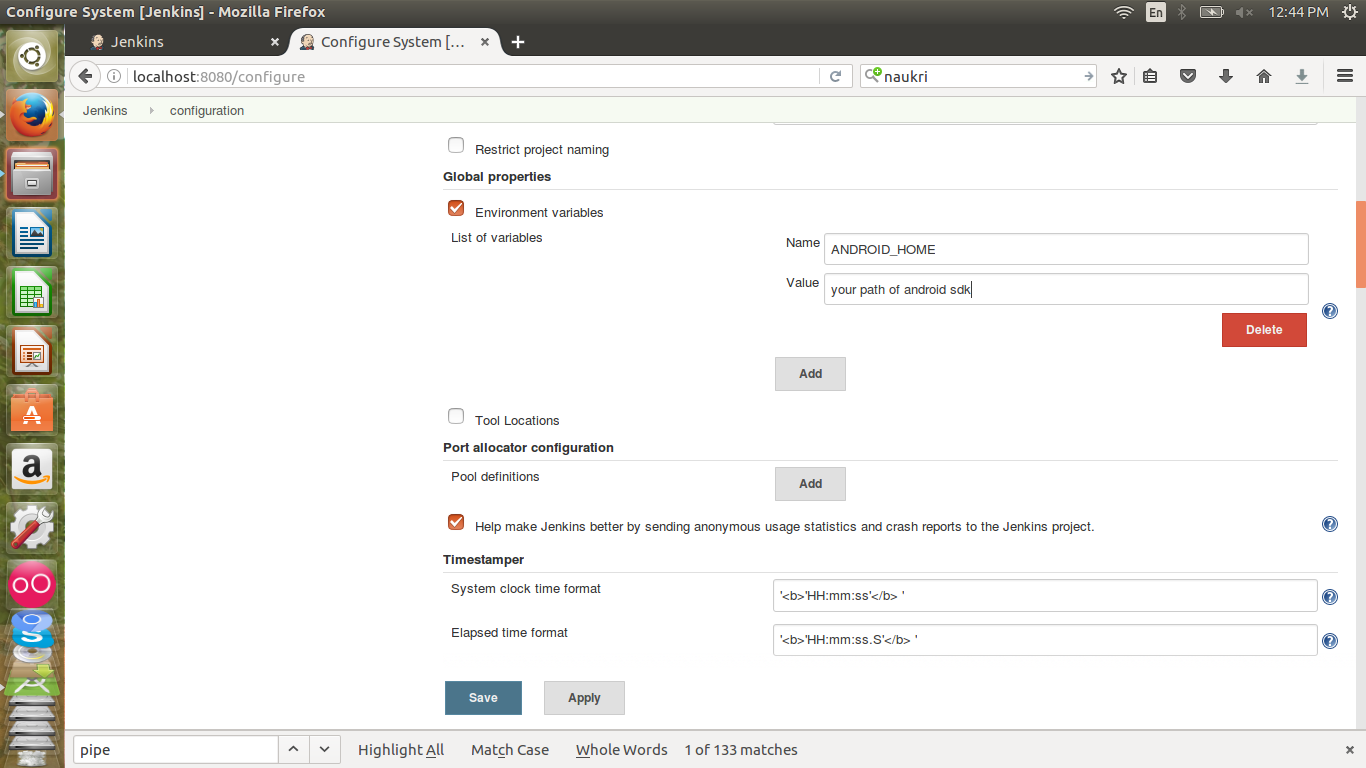 Configure System [Jenkins] - Mozilla Firefox
En
12:44 PM
Jenkins
Configure System [...
localhost:8080/configure
naukri
Jenkins
configuration
Restrict project naming
Global properties
Environment variables
List of variables
Name
ANDROID_HOME
Value
your path of android sdk
?
Delete
Add
Tool Locations
Port allocator configuration
Pool definitions
Add
Help make Jenkins better by sending anonymous usage statistics and crash reports to the Jenkins project.
?
Timestamper
System clock time format
'<b>'HH:mm:ss'</b> '
?
Elapsed time format
'<b>'HH:mm:ss.S'</b> '
?
Save
Apply
pipe
Highlight All
Match Case
Whole Words
1 of 133 matches